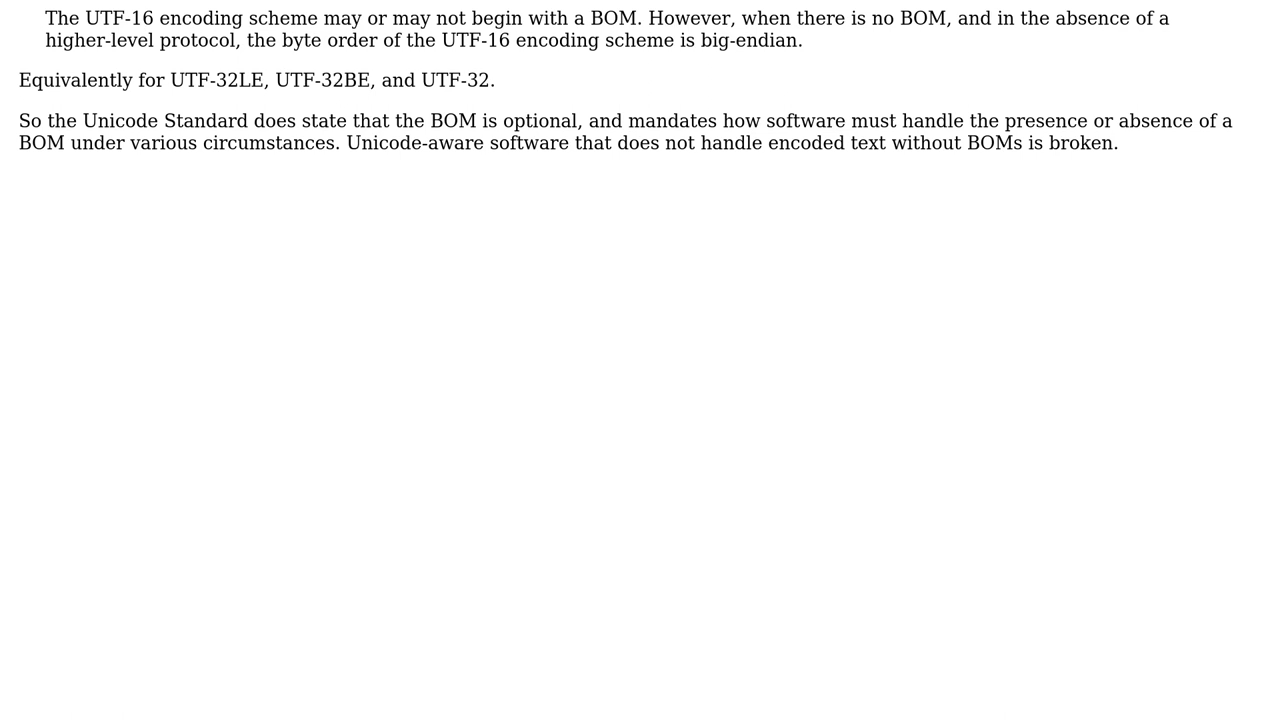 The UTF-16 encoding scheme may or may not begin with a BOM. However, when there is no BOM, and in the absence of a
higher-level protocol, the byte order of the UTF-16 encoding scheme is big-endian.
Equivalently for UTF-32LE, UTF-32BE, and UTF-32.
So the Unicode Standard does state that the BOM is optional, and mandates how software must handle the presence or absence of a
BOM under various circumstances. Unicode-aware software that does not handle encoded text without BOMs is broken.